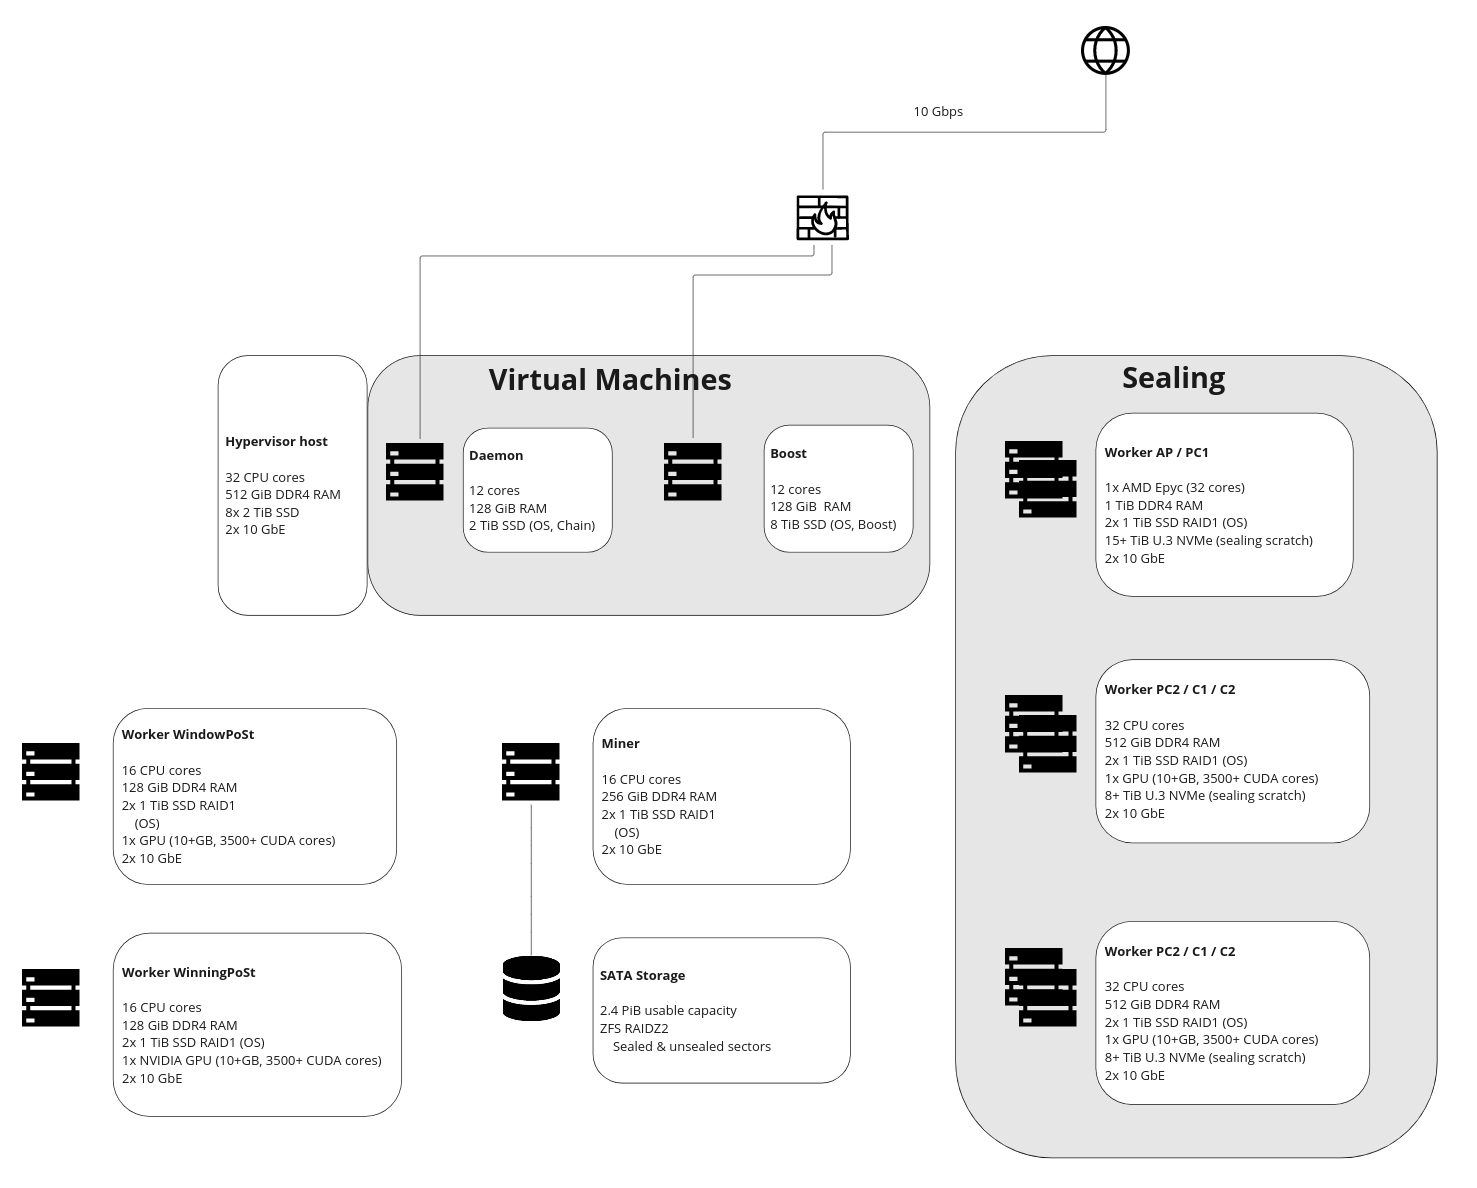 10 Gbps
Virtual Machines
Hypervisor host
32 CPU cores
512 GiB DDR4 RAM
8x 2 TiB SSD
2x 10 GbE
Daemon
12 cores
128 GiB RAM
2 TiB SSD (OS, Chain)
Boost
12 cores
128 GiB  RAM
8 TiB SSD (OS, Boost)
Sealing
Worker AP / PC1
1x AMD Epyc (32 cores)
1 TiB DDR4 RAM
2x 1 TiB SSD RAID1 (OS)
15+ TiB U.3 NVMe (sealing scratch)
2x 10 GbE
Worker PC2 / C1 / C2
32 CPU cores
512 GiB DDR4 RAM
2x 1 TiB SSD RAID1 (OS)
1x GPU (10+GB, 3500+ CUDA cores)
8+ TiB U.3 NVMe (sealing scratch)
2x 10 GbE
Worker PC2 / C1 / C2
32 CPU cores
512 GiB DDR4 RAM
2x 1 TiB SSD RAID1 (OS)
1x GPU (10+GB, 3500+ CUDA cores)
8+ TiB U.3 NVMe (sealing scratch)
2x 10 GbE
Worker WindowPoSt
16 CPU cores
128 GiB DDR4 RAM
2x 1 TiB SSD RAID1
(OS)
1x GPU (10+GB, 3500+ CUDA cores)
2x 10 GbE
Miner
16 CPU cores
256 GiB DDR4 RAM
2x 1 TiB SSD RAID1
(OS)
2x 10 GbE
Worker WinningPoSt
16 CPU cores
128 GiB DDR4 RAM
2x 1 TiB SSD RAID1 (OS)
1x NVIDIA GPU (10+GB, 3500+ CUDA cores)
2x 10 GbE
SATA Storage
2.4 PiB usable capacity
ZFS RAIDZ2
Sealed & unsealed sectors